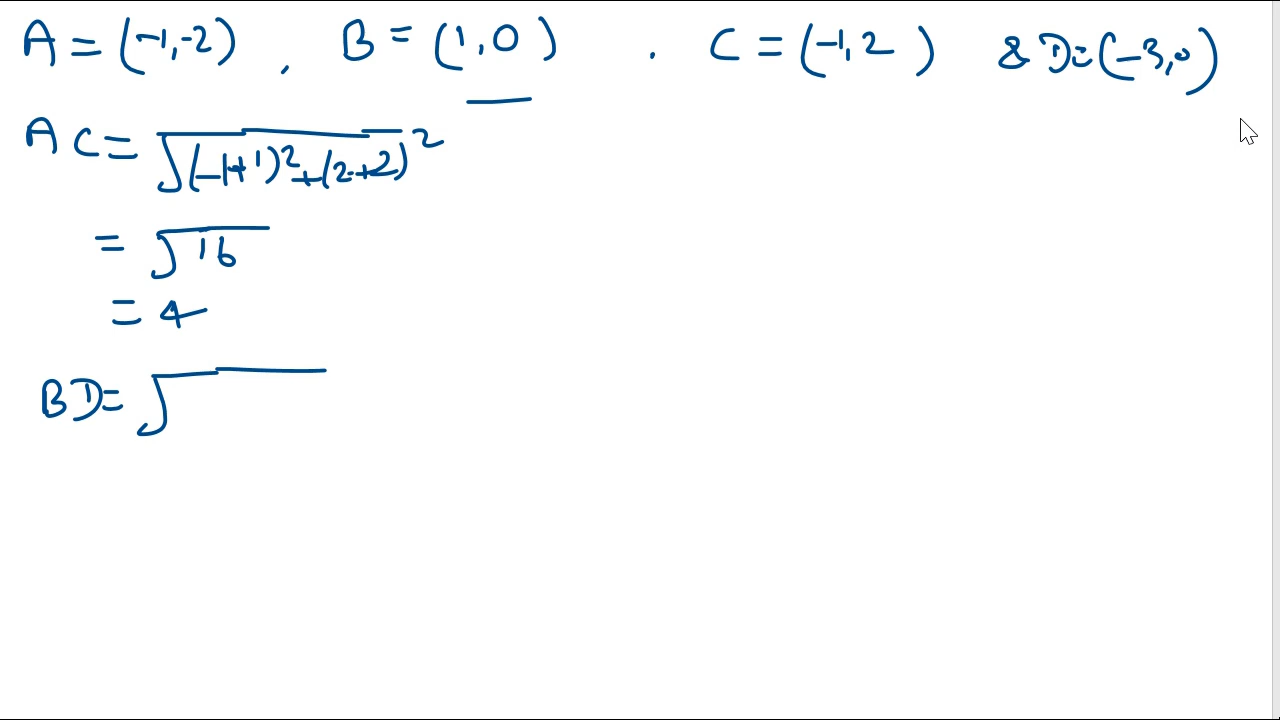 A = (-1,-2) , B = (1,0) . C = (-1,2) & D=(-3,0)
AC = √(-1+1)²+(2+2)²
= √16
= 4
BD= √